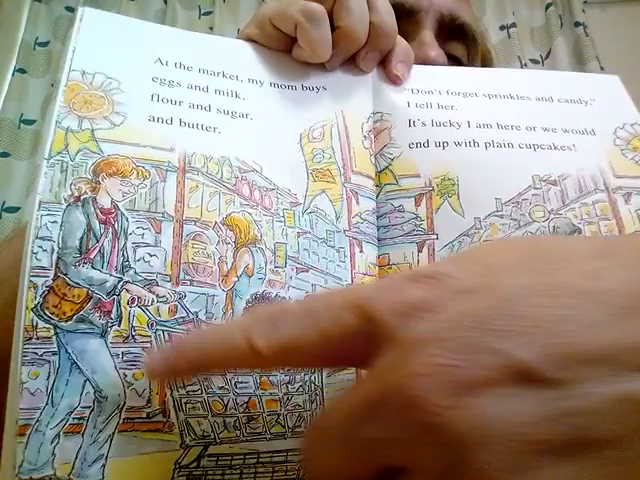 At the market, my mom buys
eggs and milk.
flour and sugar.
and butter.
"Don't forget sprinkles and candy,"
I tell her.
It's lucky I am here or we would
end up with plain cupcakes!